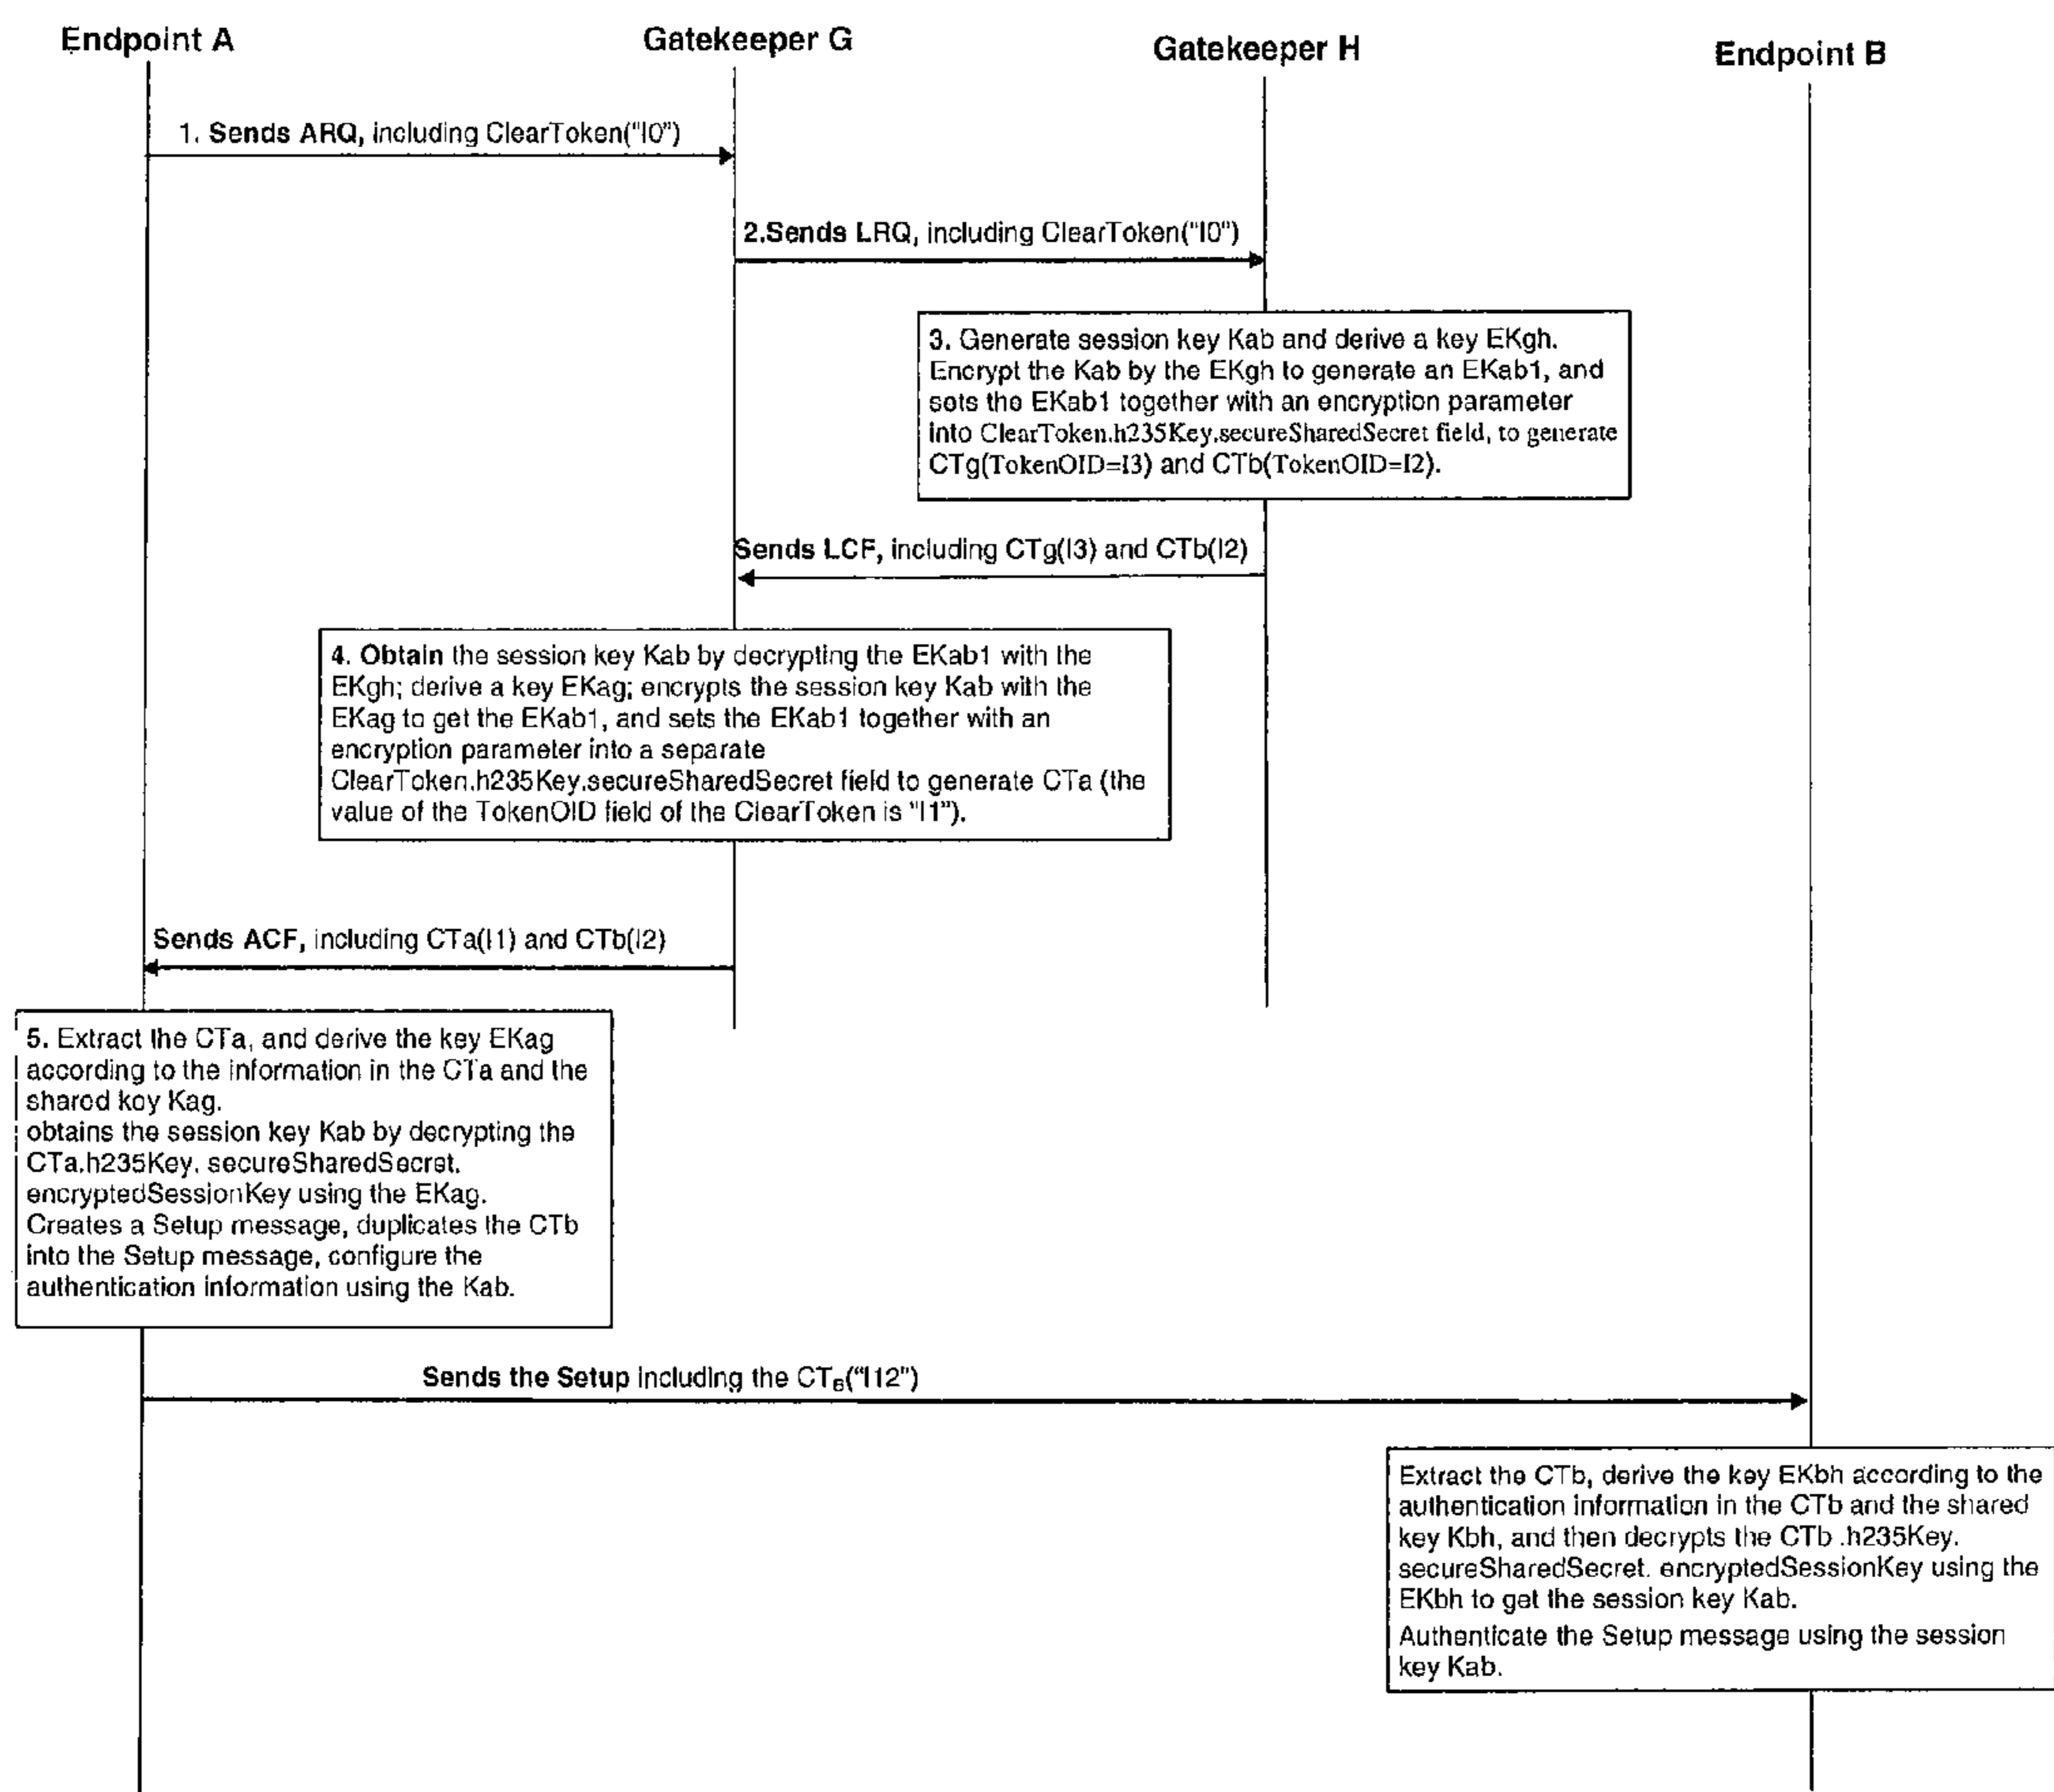 Endpoint A
Gatekeeper G
Gatekeeper H
Endpoint B
1. Sends ARQ, including ClearToken("I0")
2.Sends LRQ, including ClearToken("I0")
3. Generate session key Kab and derive a key EKgh.
Encrypt the Kab by the EKgh to generate an EKab1, and
sets the EKab1 together with an encryption parameter
into ClearToken.h235Key.secureSharedSecret field, to generate
CTg(TokenOID=I3) and CTb(TokenOID=I2).
Sends LCF, including CTg(I3) and CTb(I2)
4. Obtain the session key Kab by decrypting the EKab1 with the
EKgh; derive a key EKag; encrypts the session key Kab with the
EKag to get the EKab1, and sets the EKab1 together with an
encryption parameter into a separate
ClearToken.h235Key.secureSharedSecret field to generate CTa (the
value of the TokenOID field of the ClearToken is "I1").
Sends ACF, including CTa(I1) and CTb(I2)
5. Extract the CTa, and derive the key EKag
according to the information in the CTa and the
shared key Kag.
obtains the session key Kab by decrypting the
CTa.h235Key. secureSharedSecret.
encryptedSessionKey using the EKag.
Creates a Setup message, duplicates the CTb
into the Setup message, configure the
authentication information using the Kab.
Sends the Setup including the CTB("I12")
Extract the CTb, derive the key EKbh according to the
authentication information in the CTb and the shared
key Kbh, and then decrypts the CTb .h235Key.
secureSharedSecret. encryptedSessionKey using the
EKbh to get the session key Kab.
Authenticate the Setup message using the session
key Kab.